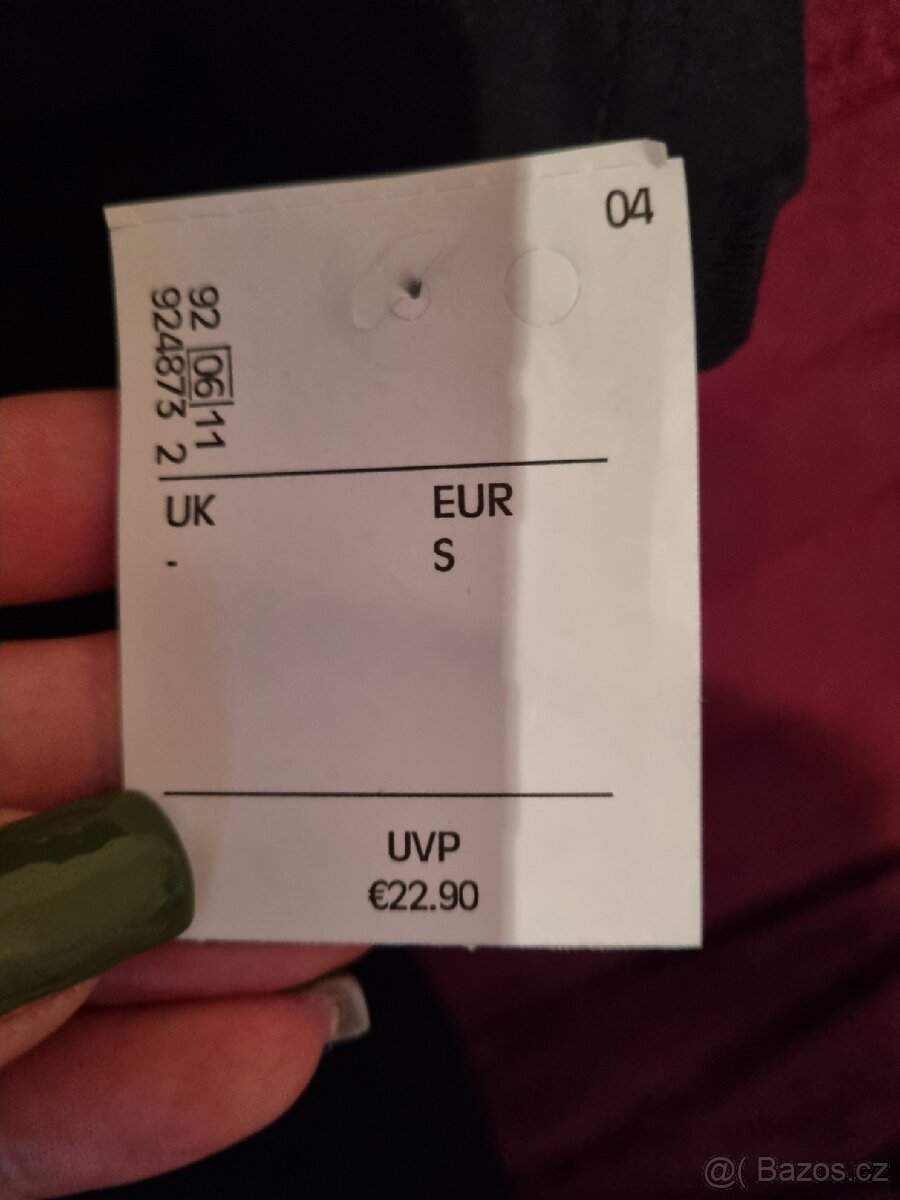 04
92 06 11
924873 2
UK
EUR
.
S
UVP
€22.90
@( Bazos.cz